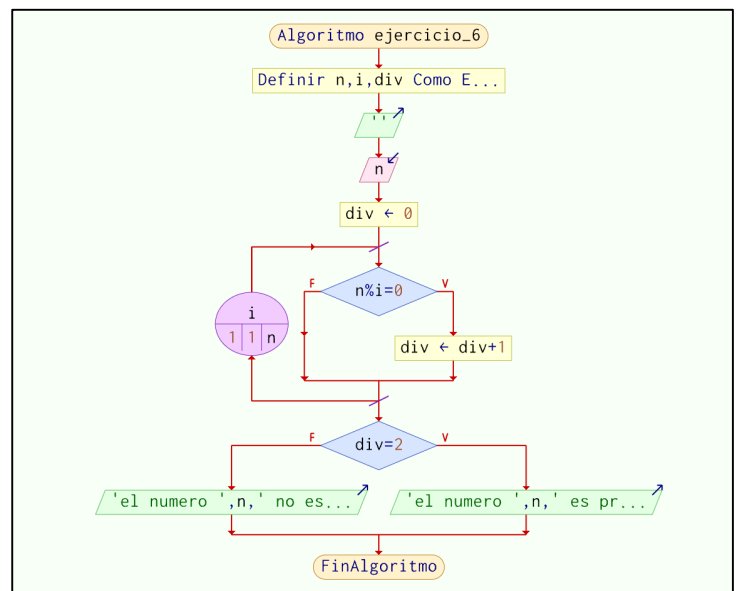 Algoritmo ejercicio_6
Definir n,i,div Como E...
''
n
div ← 0
F
n%i=0
V
i
1 1 n
div ← div+1
F
div=2
V
'el numero ',n,' no es...
'el numero ',n,' es pr...
FinAlgoritmo